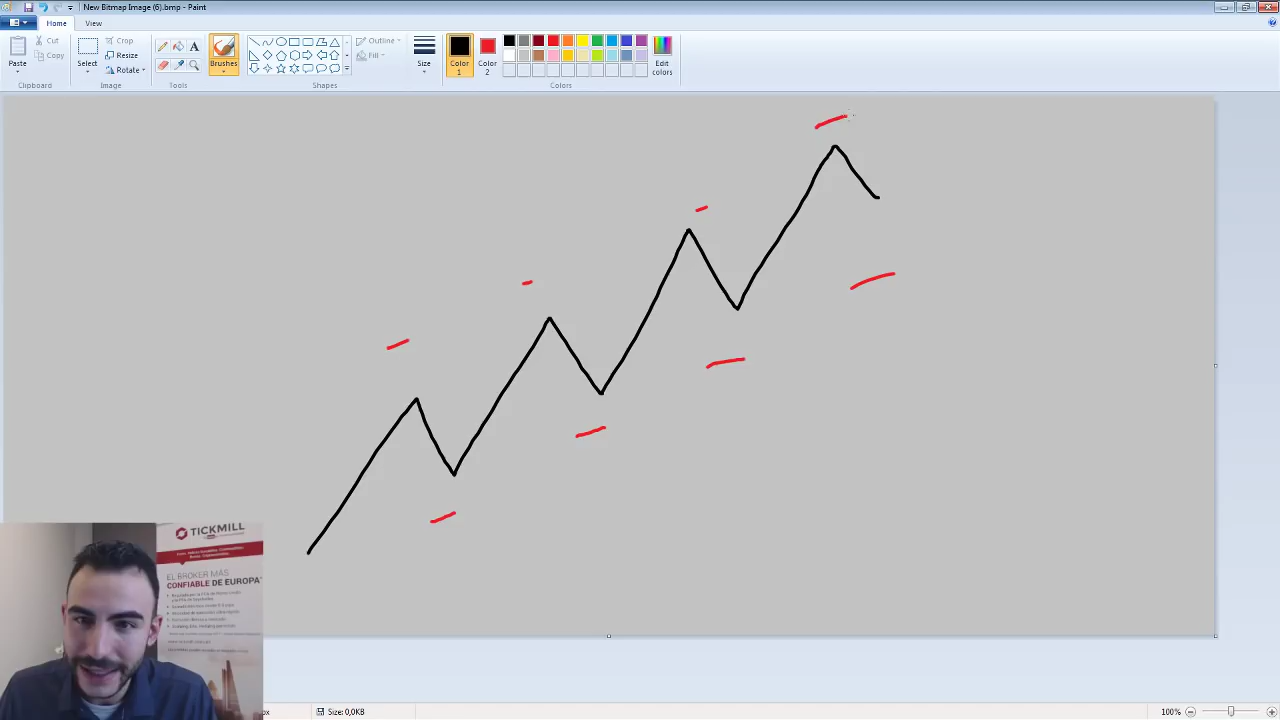 New Bitmap Image (6).bmp - Paint
Home
View
Paste
Cut
Copy
Clipboard
Select
Crop
Resize
Rotate
Image
A
Tools
Brushes
Shapes
Outline
Fill
Size
Color
1
Color
2
Edit
colors
Colors
TICKMILL
EL BROKER MÁS
CONFIABLE DE EUROPA
px
Size: 0,0KB
100%